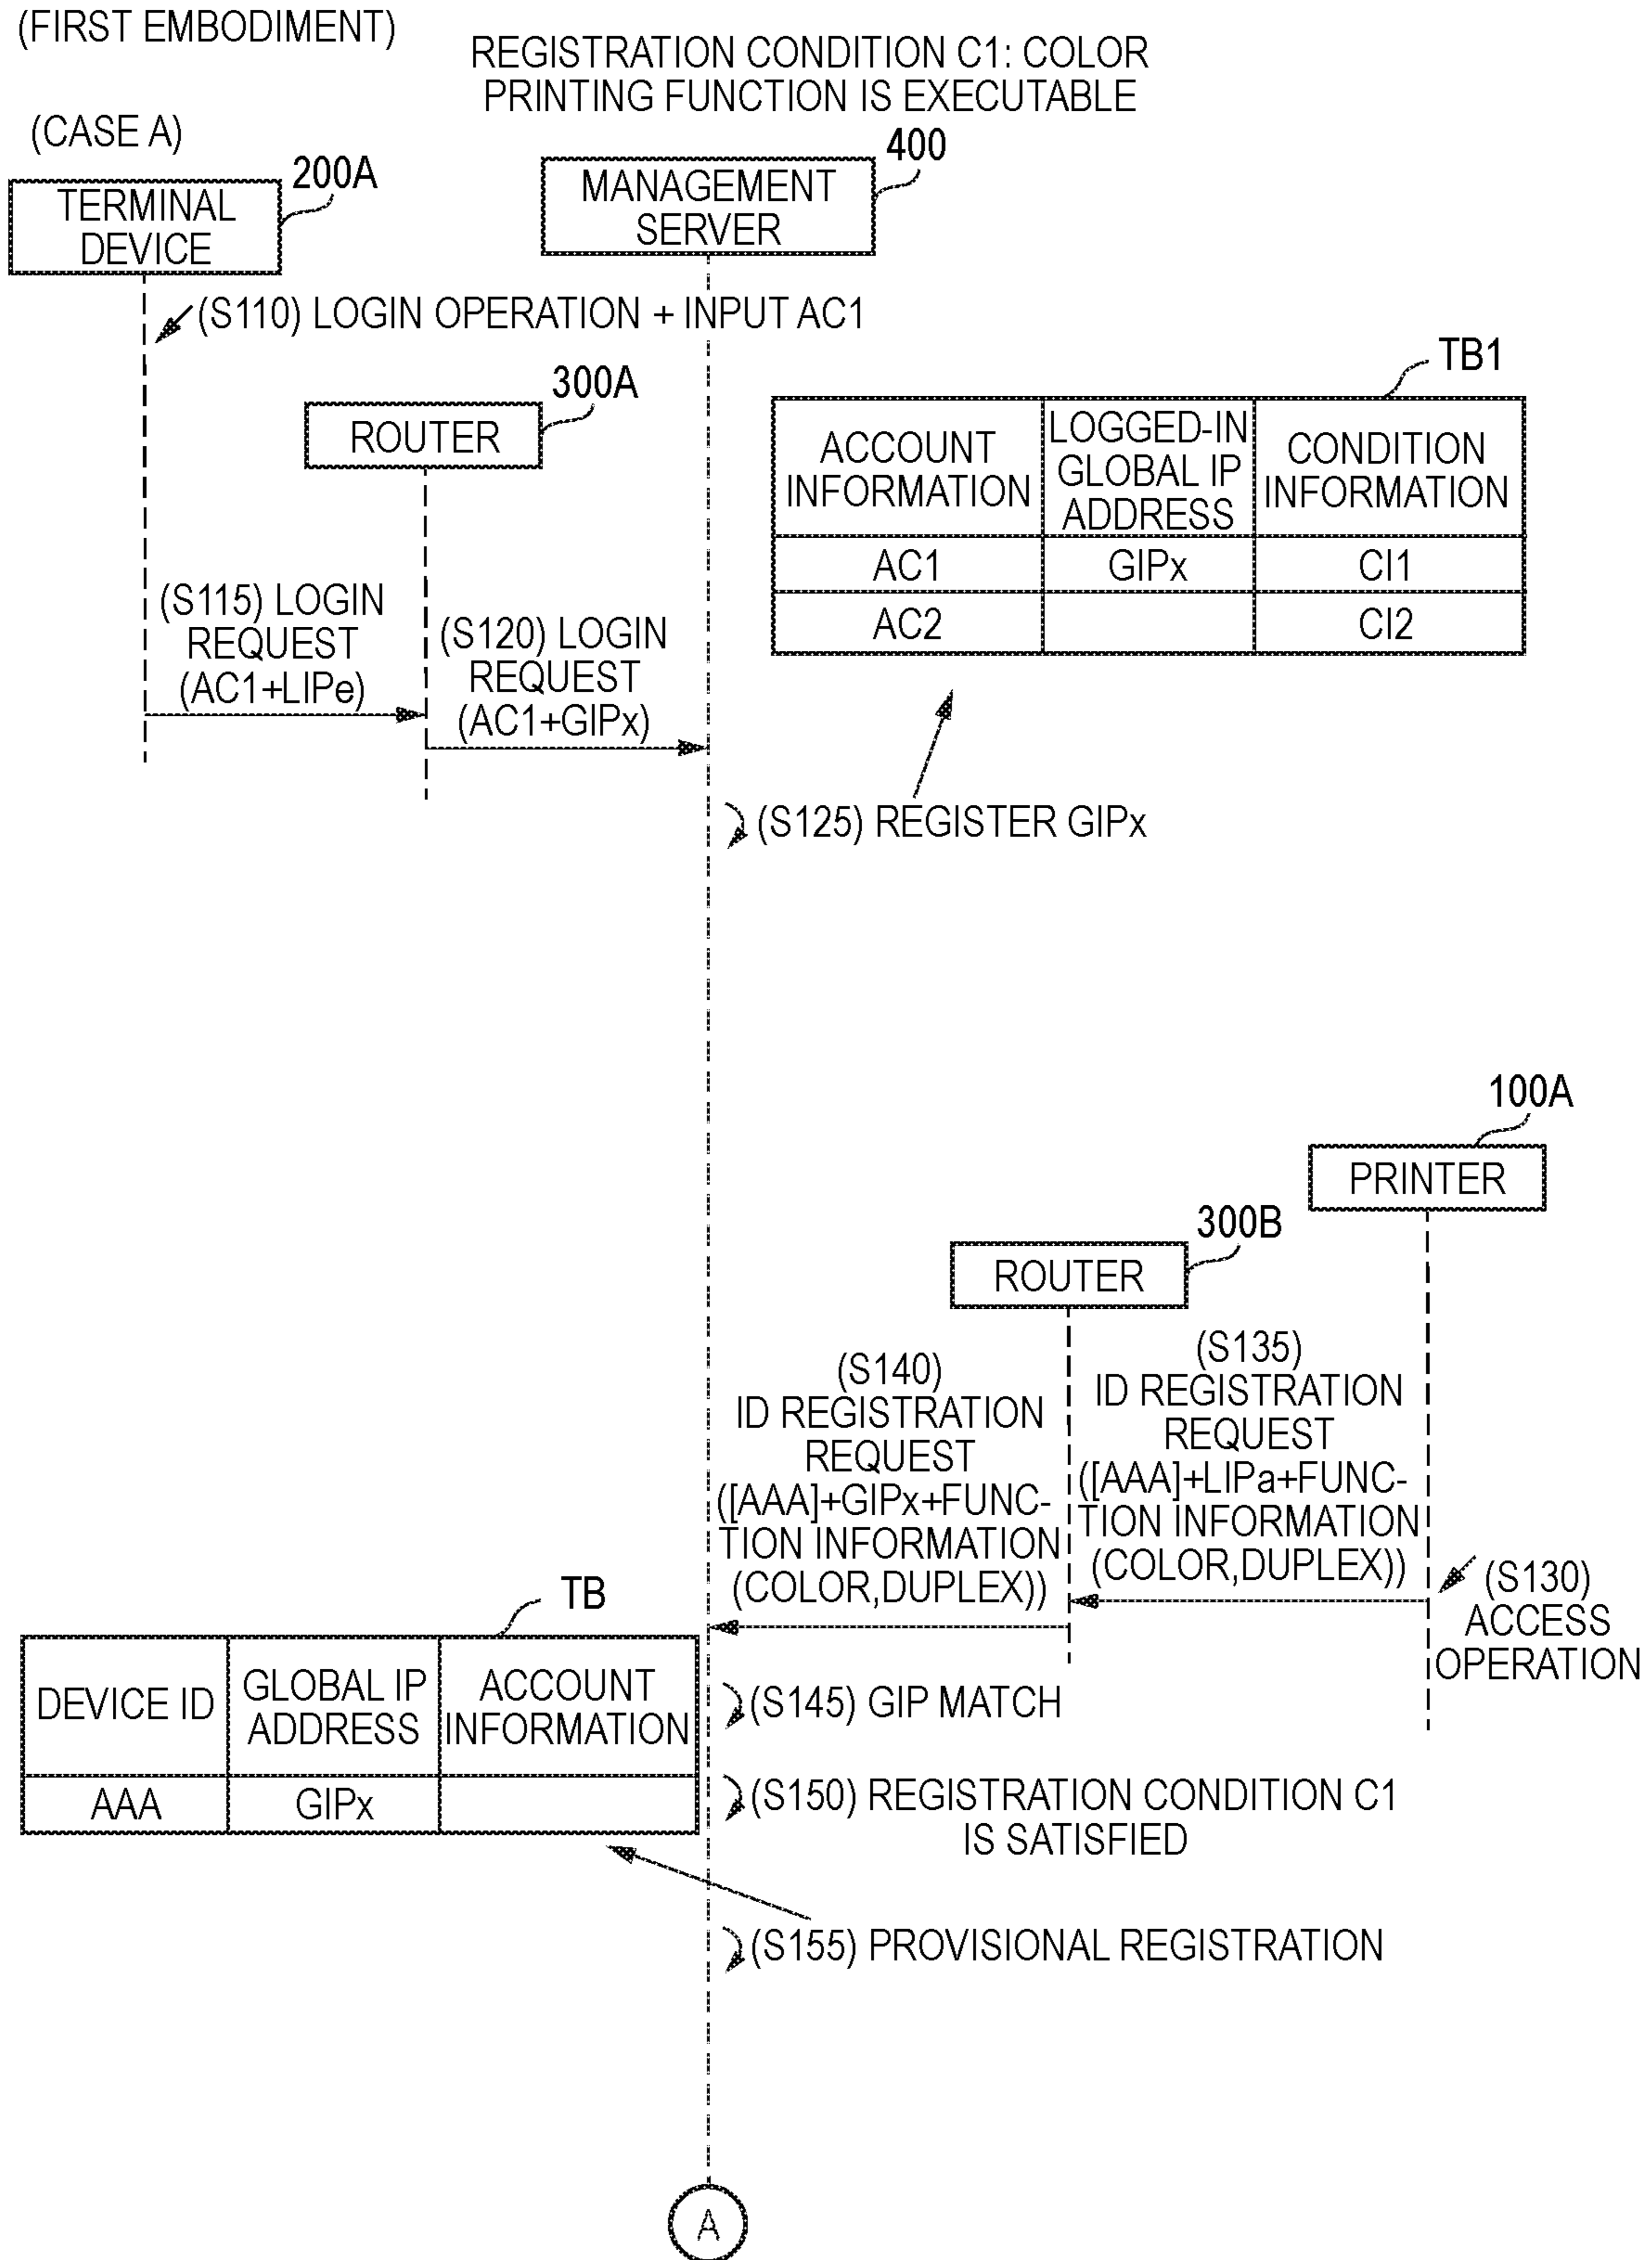 (FIRST EMBODIMENT)
REGISTRATION CONDITION C1: COLOR
PRINTING FUNCTION IS EXECUTABLE
(CASE A)
200A
400
TERMINAL
DEVICE
MANAGEMENT
SERVER
(S110) LOGIN OPERATION + INPUT AC1
300A
ROUTER
TB1
ACCOUNT
INFORMATION
LOGGED-IN
GLOBAL IP
ADDRESS
CONDITION
INFORMATION
AC1
GIPx
CI1
AC2
CI2
(S115) LOGIN
REQUEST
(AC1+LIPe)
(S120) LOGIN
REQUEST
(AC1+GIPx)
(S125) REGISTER GIPx
100A
PRINTER
300B
ROUTER
(S135)
ID REGISTRATION
REQUEST
([AAA]+LIPa+FUNC-
TION INFORMATION
(COLOR,DUPLEX))
(S140)
ID REGISTRATION
REQUEST
([AAA]+GIPx+FUNC-
TION INFORMATION
(COLOR,DUPLEX))
(S130)
ACCESS
OPERATION
TB
DEVICE ID
GLOBAL IP
ADDRESS
ACCOUNT
INFORMATION
AAA
GIPx
(S145) GIP MATCH
(S150) REGISTRATION CONDITION C1
IS SATISFIED
(S155) PROVISIONAL REGISTRATION
A